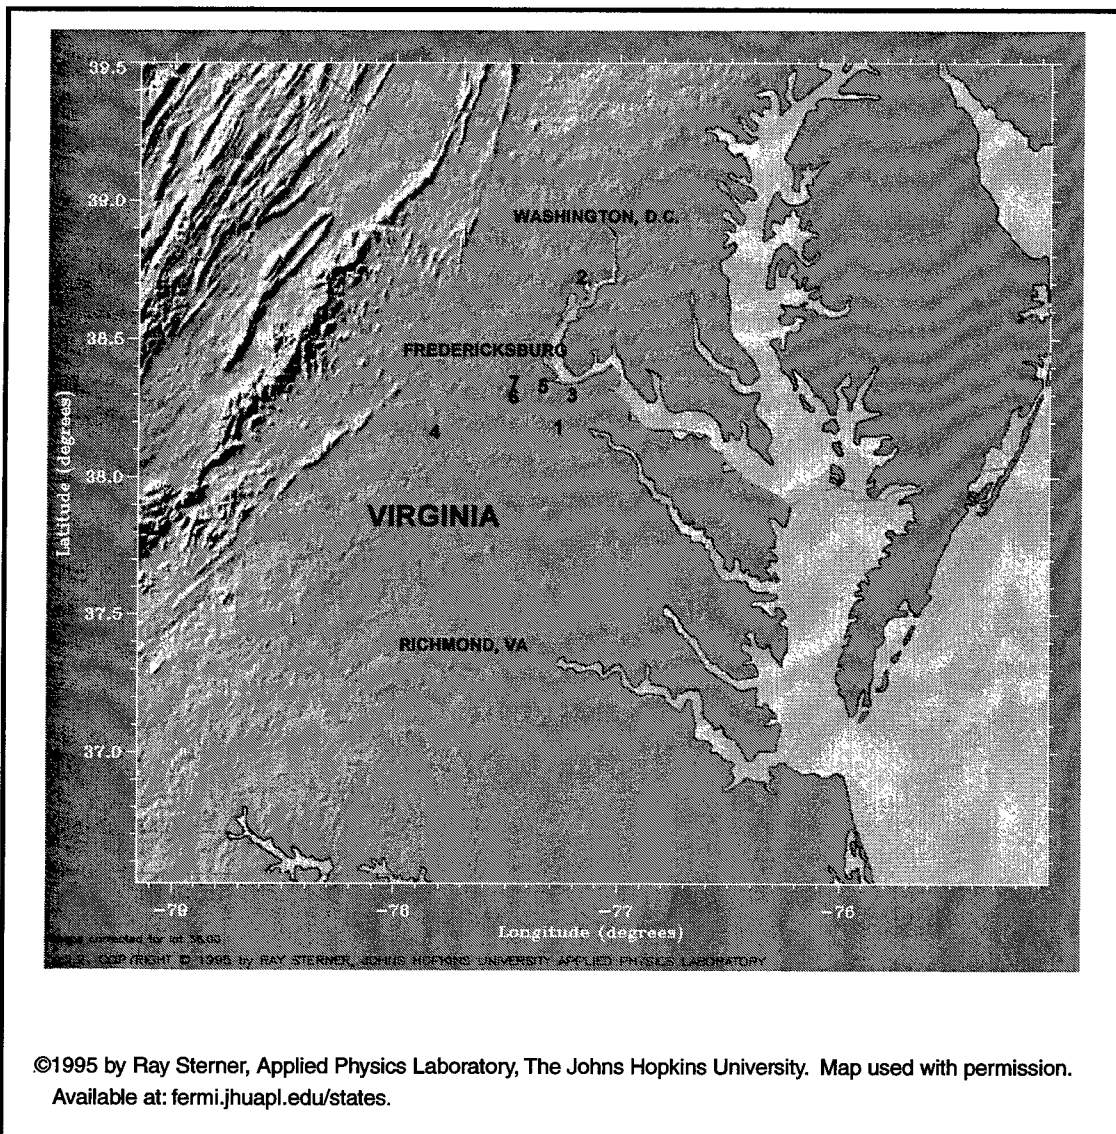 39.5
39.0
WASHINGTON, D.C.
2
38.5
FREDERICKSBURG
7 5
6 3
4 1
38.0
Latitude (degrees)
VIRGINIA
37.5
RICHMOND, VA
37.0
-79 -78 -77 -76
Longitude (degrees)
corrected for lat
COPYRIGHT © 1995 by RAY STERNER, JOHNS HOPKINS UNIVERSITY APPLIED PHYSICS LABORATORY
©1995 by Ray Sterner, Applied Physics Laboratory, The Johns Hopkins University. Map used with permission.
Available at: fermi.jhuapl.edu/states.